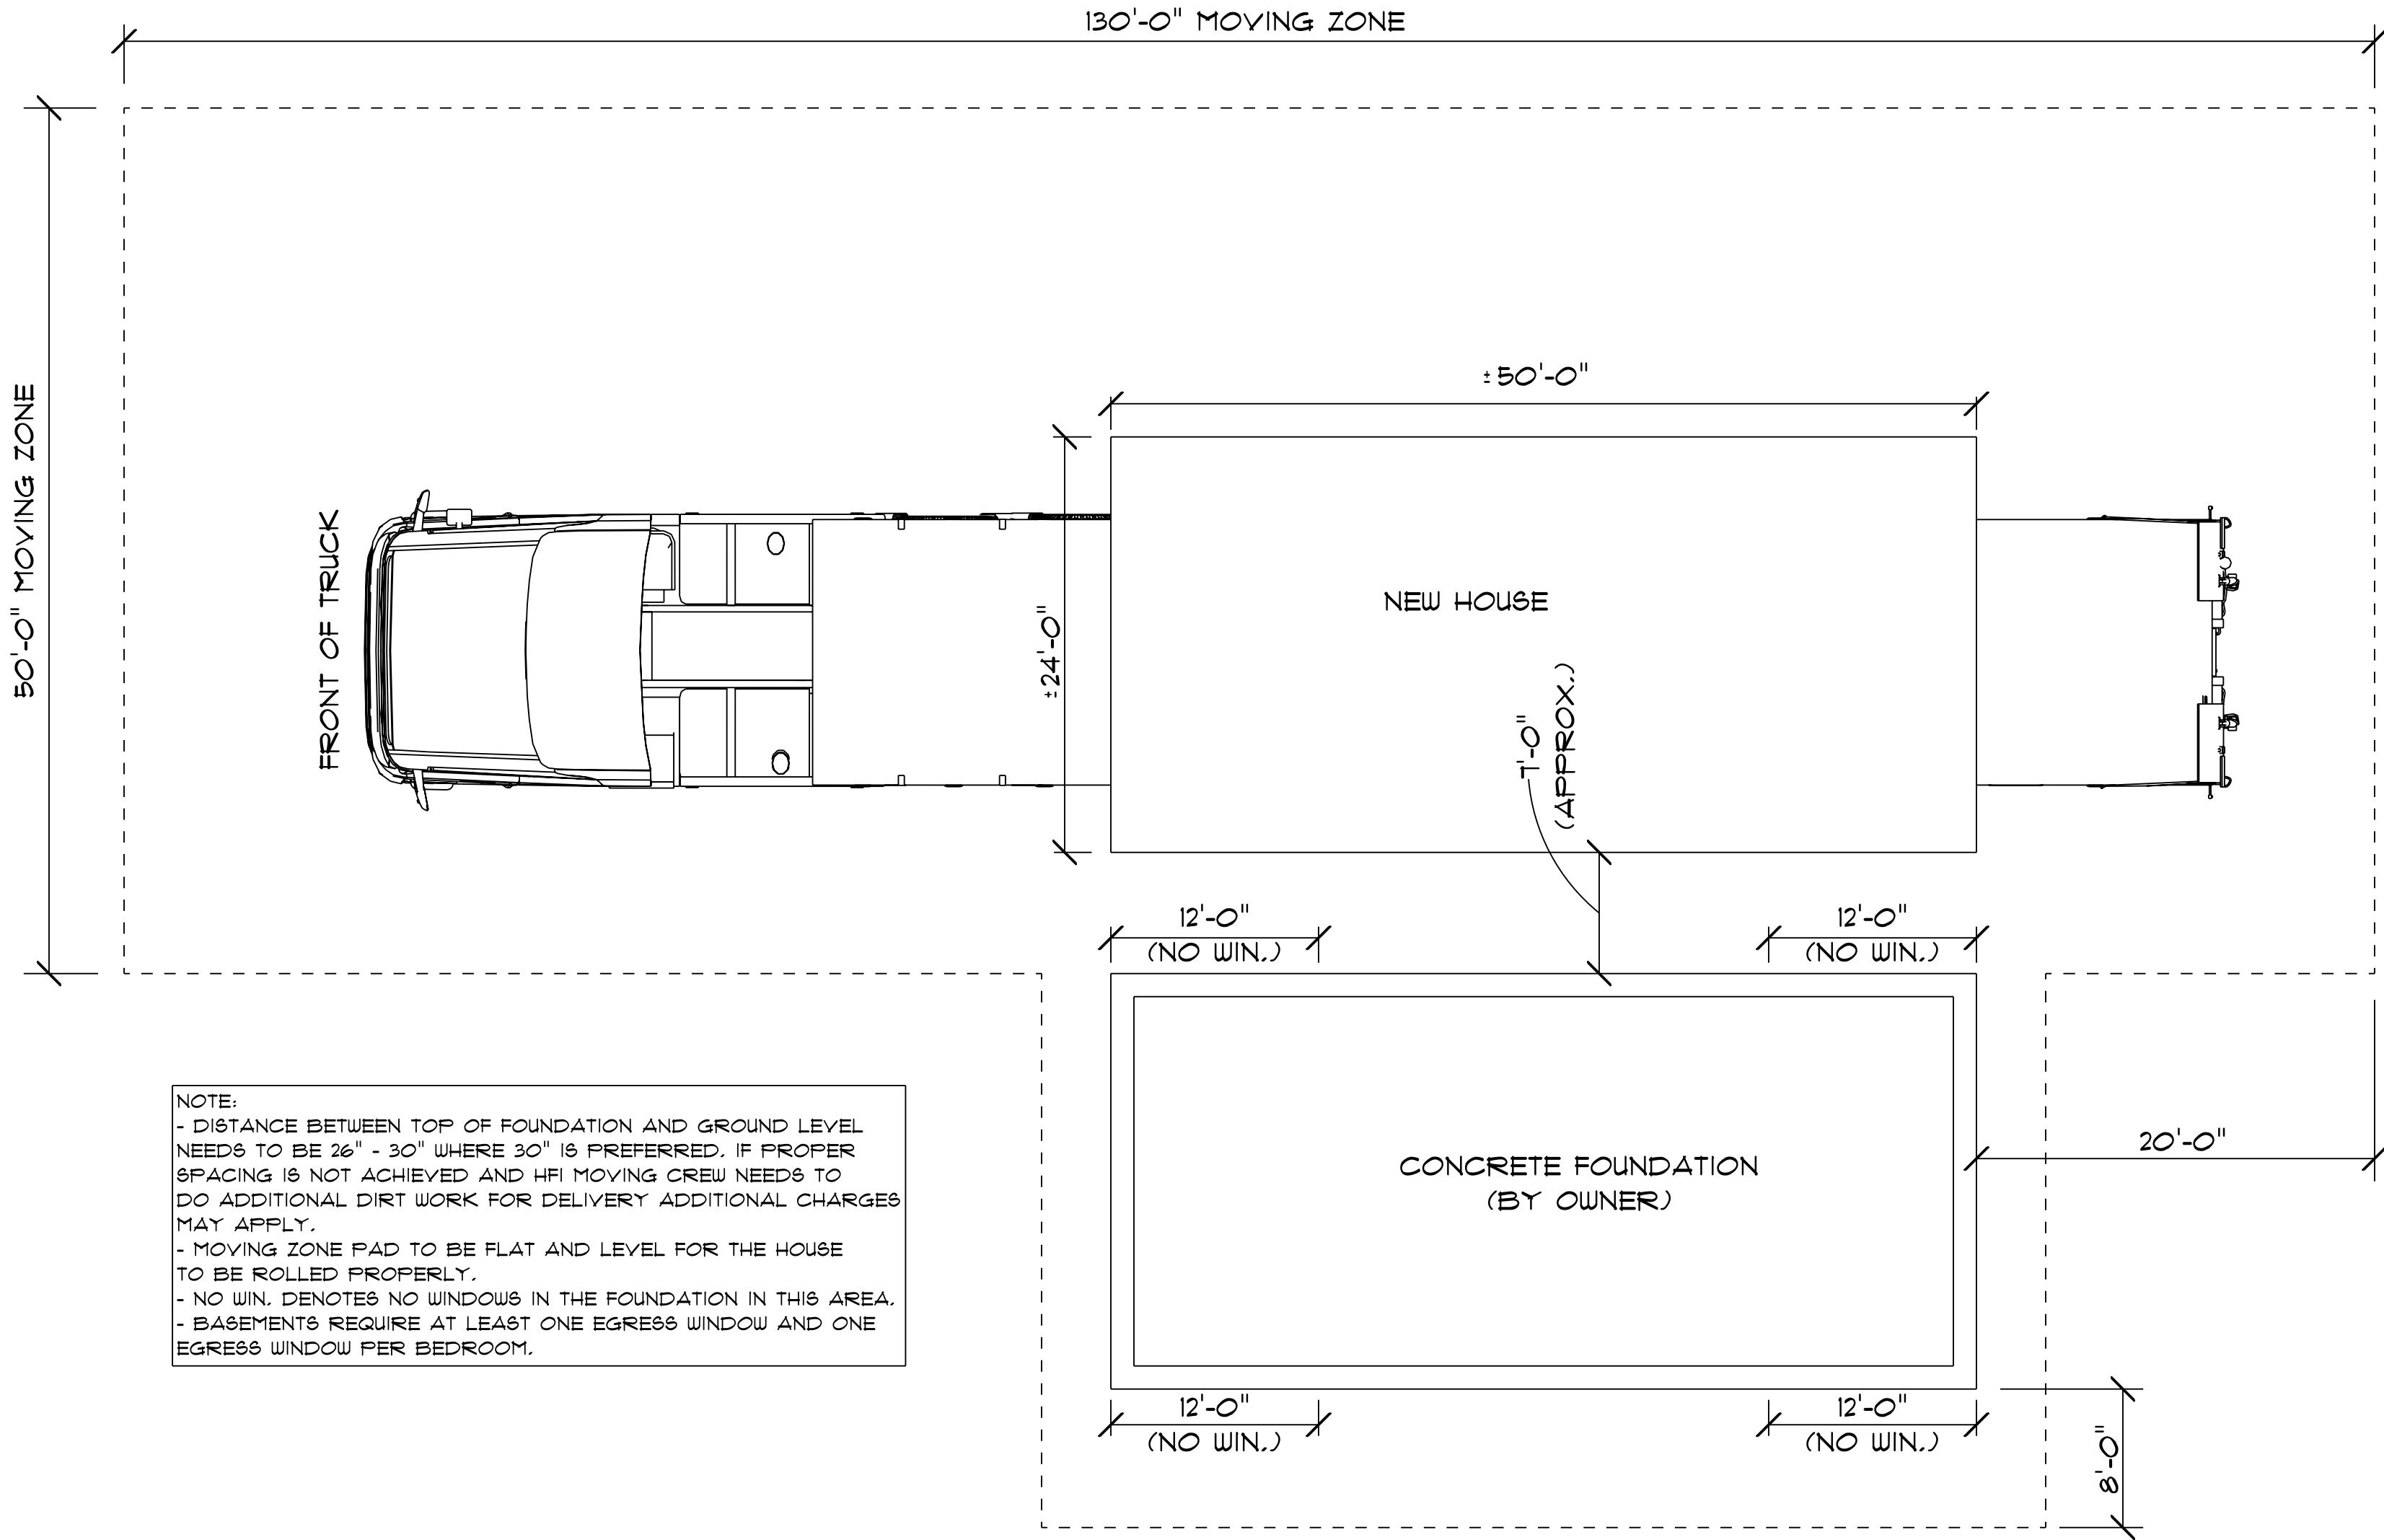 130'-0" MOVING ZONE
50'-0" MOVING ZONE
±50'-0"
FRONT OF TRUCK
±24'-0"
NEW HOUSE
7'-0"
(APPROX.)
12'-0"
(NO WIN.)
12'-0"
(NO WIN.)
NOTE:
- DISTANCE BETWEEN TOP OF FOUNDATION AND GROUND LEVEL
NEEDS TO BE 26" - 30" WHERE 30" IS PREFERRED. IF PROPER
SPACING IS NOT ACHIEVED AND HFI MOVING CREW NEEDS TO
DO ADDITIONAL DIRT WORK FOR DELIVERY ADDITIONAL CHARGES
MAY APPLY.
- MOVING ZONE PAD TO BE FLAT AND LEVEL FOR THE HOUSE
TO BE ROLLED PROPERLY.
- NO WIN. DENOTES NO WINDOWS IN THE FOUNDATION IN THIS AREA.
- BASEMENTS REQUIRE AT LEAST ONE EGRESS WINDOW AND ONE
EGRESS WINDOW PER BEDROOM.
CONCRETE FOUNDATION
(BY OWNER)
20'-0"
12'-0"
(NO WIN.)
12'-0"
(NO WIN.)
8'-0"